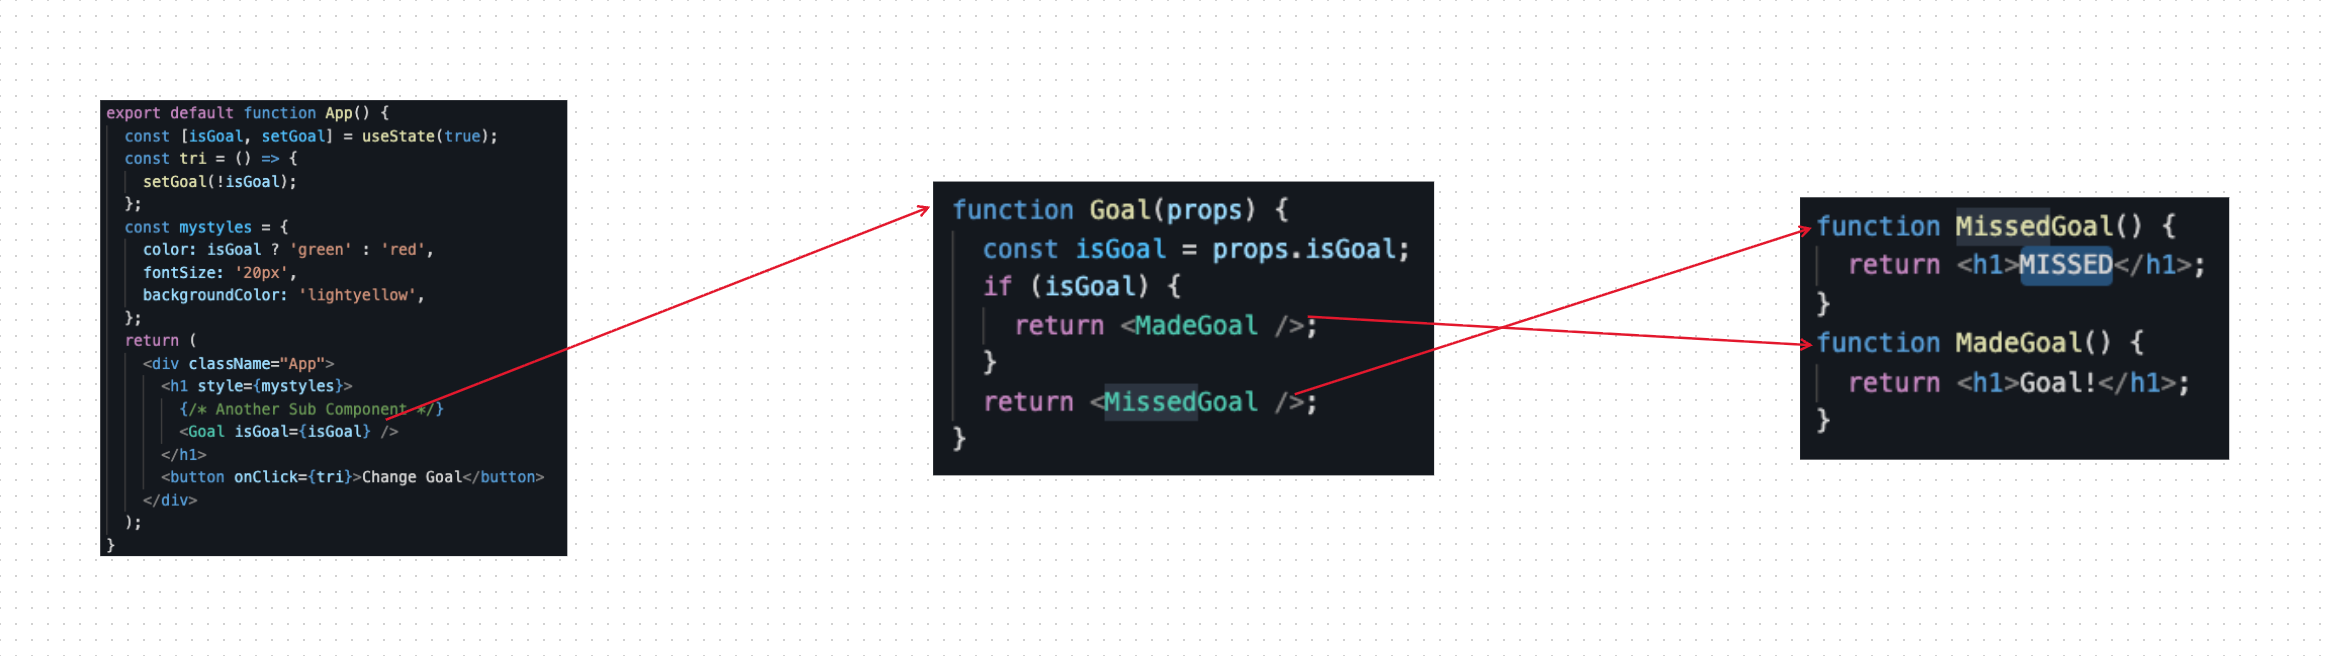 export default function App() {
const [isGoal, setGoal] = useState(true);
const tri = () => {
setGoal(!isGoal);
};
const mystyles = {
color: isGoal ? 'green' : 'red',
fontSize: '20px',
backgroundColor: 'lightyellow',
};
return (
<div className="App">
<h1 style={mystyles}>
{/* Another Sub Component */}
<Goal isGoal={isGoal} />
</h1>
<button onClick={tri}>Change Goal</button>
</div>
);
}
function Goal(props) {
const isGoal = props.isGoal;
if (isGoal) {
return <MadeGoal />;
}
return <MissedGoal />;
}
function MissedGoal() {
return <h1>MISSED</h1>;
}
function MadeGoal() {
return <h1>Goal!</h1>;
}